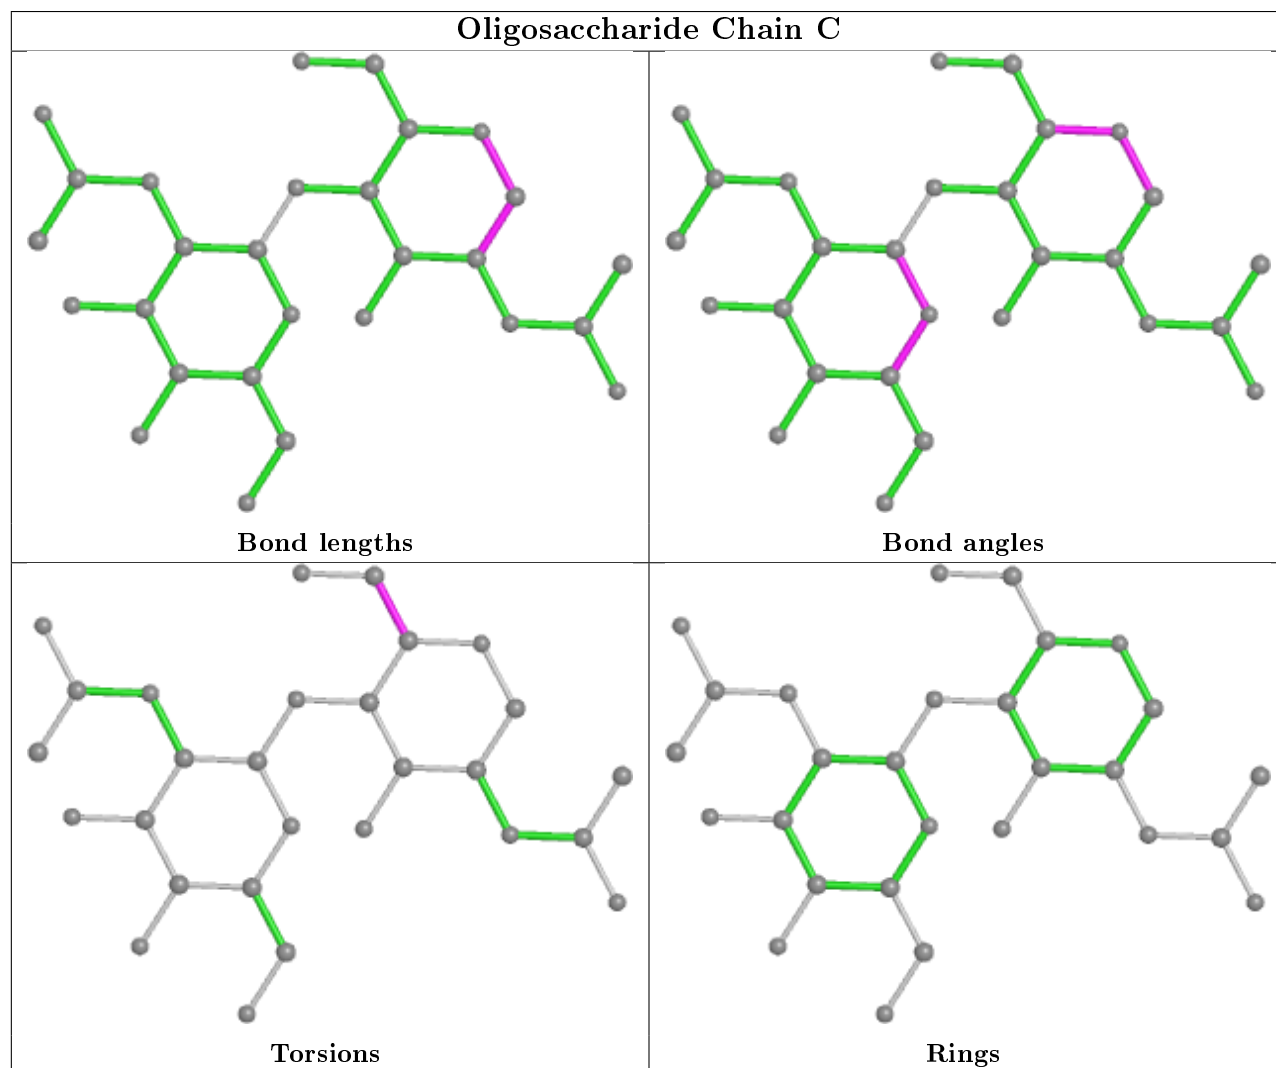 Oligosaccharide Chain C
Bond lengths
Bond angles
Torsions
Rings